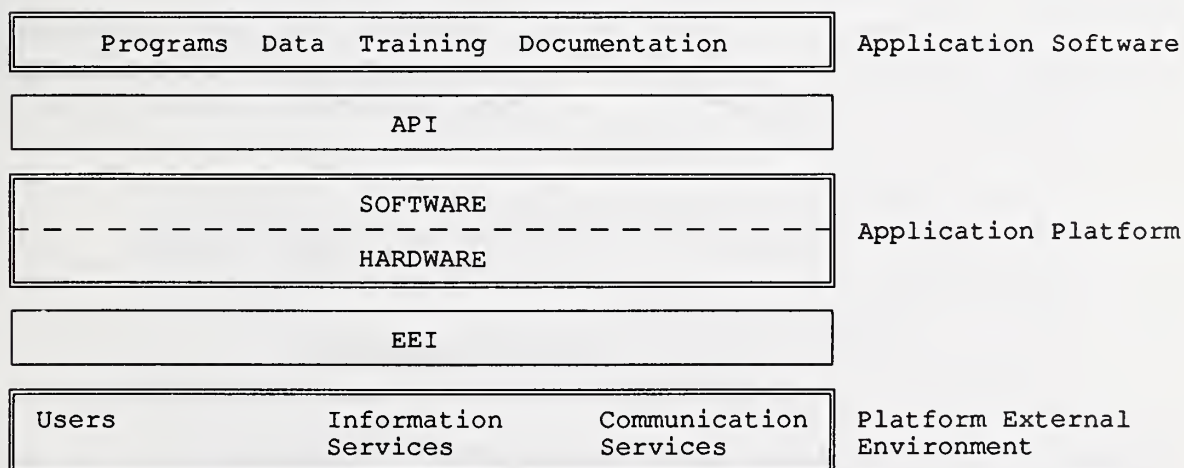 Programs Data Training Documentation Application Software
API
SOFTWARE
Application Platform
HARDWARE
EEI
Users Information Communication Platform External
Services Services Environment